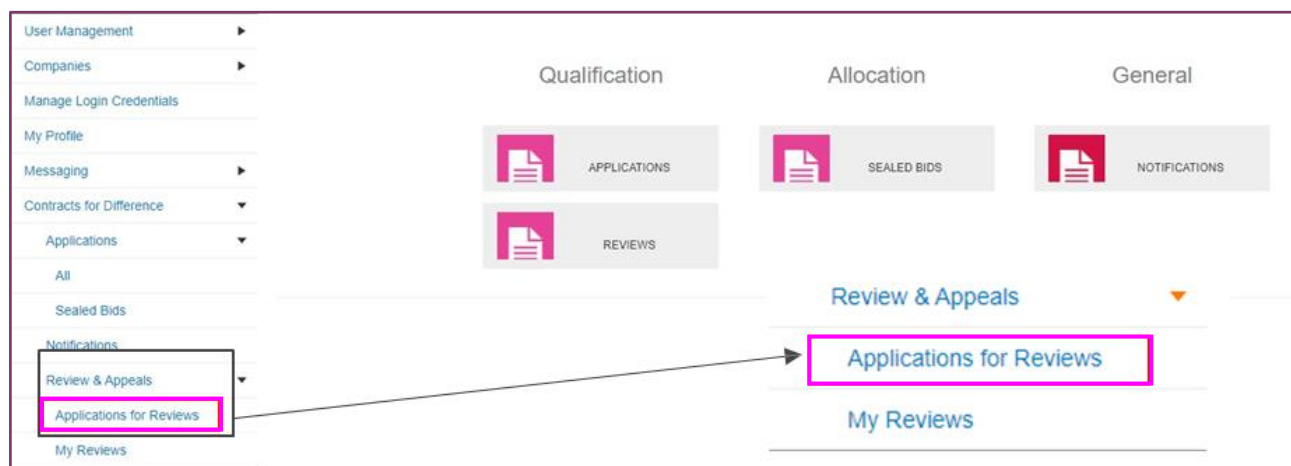 User Management
Companies
Manage Login Credentials
My Profile
Messaging
Contracts for Difference
Applications
All
Sealed Bids
Notifications
Review & Appeals
Applications for Reviews
My Reviews
Qualification
Allocation
General
APPLICATIONS
SEALED BIDS
NOTIFICATIONS
REVIEWS
Review & Appeals
Applications for Reviews
My Reviews